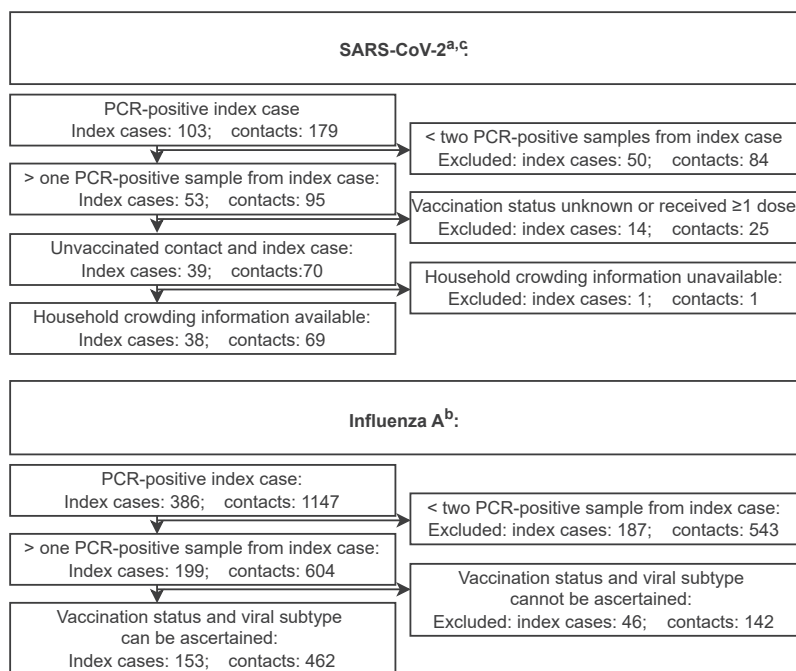 SARS-CoV-2a,c:
PCR-positive index case
Index cases: 103; contacts: 179
< two PCR-positive samples from index case
Excluded: index cases: 50; contacts: 84
> one PCR-positive sample from index case:
Index cases: 53; contacts: 95
Vaccination status unknown or received ≥1 dose
Excluded: index cases: 14; contacts: 25
Unvaccinated contact and index case:
Index cases: 39; contacts:70
Household crowding information unavailable:
Excluded: index cases: 1; contacts: 1
Household crowding information available:
Index cases: 38; contacts: 69
Influenza Ab:
PCR-positive index case:
Index cases: 386; contacts: 1147
< two PCR-positive sample from index case:
Excluded: index cases: 187; contacts: 543
> one PCR-positive sample from index case:
Index cases: 199; contacts: 604
Vaccination status and viral subtype
cannot be ascertained:
Excluded: index cases: 46; contacts: 142
Vaccination status and viral subtype
can be ascertained:
Index cases: 153; contacts: 462